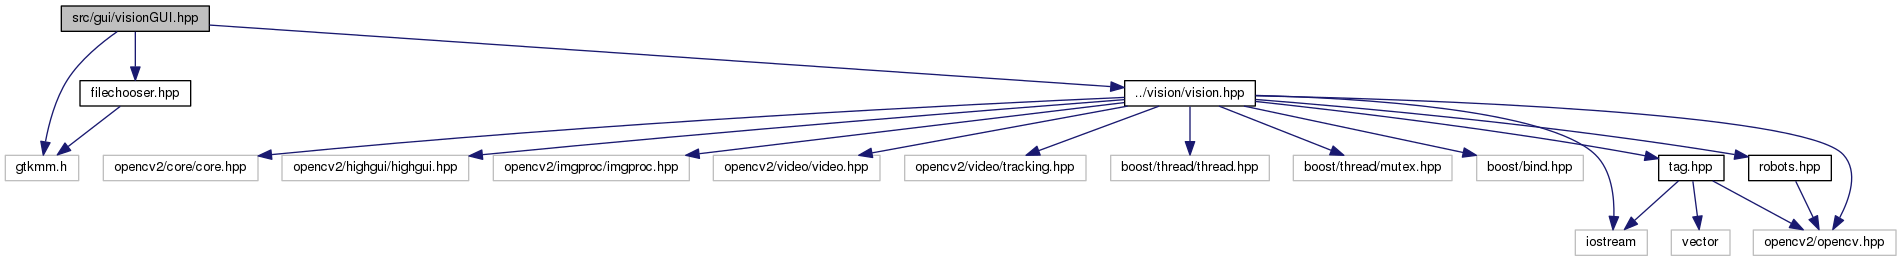 src/gui/visionGUI.hpp
filechooser.hpp
../vision/vision.hpp
gtkmm.h
opencv2/core/core.hpp
opencv2/highgui/highgui.hpp
opencv2/imgproc/imgproc.hpp
opencv2/video/video.hpp
opencv2/video/tracking.hpp
boost/thread/thread.hpp
boost/thread/mutex.hpp
boost/bind.hpp
tag.hpp
robots.hpp
iostream
vector
opencv2/opencv.hpp